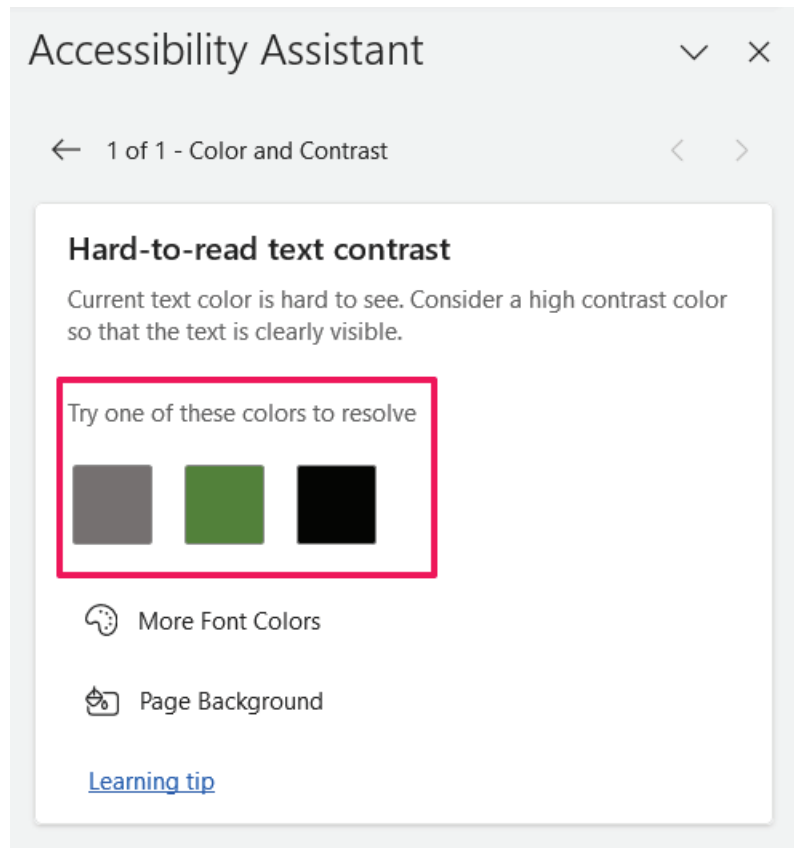 Accessibility Assistant
1 of 1 - Color and Contrast
Hard-to-read text contrast
Current text color is hard to see. Consider a high contrast color
so that the text is clearly visible.
Try one of these colors to resolve
More Font Colors
Page Background
Learning tip